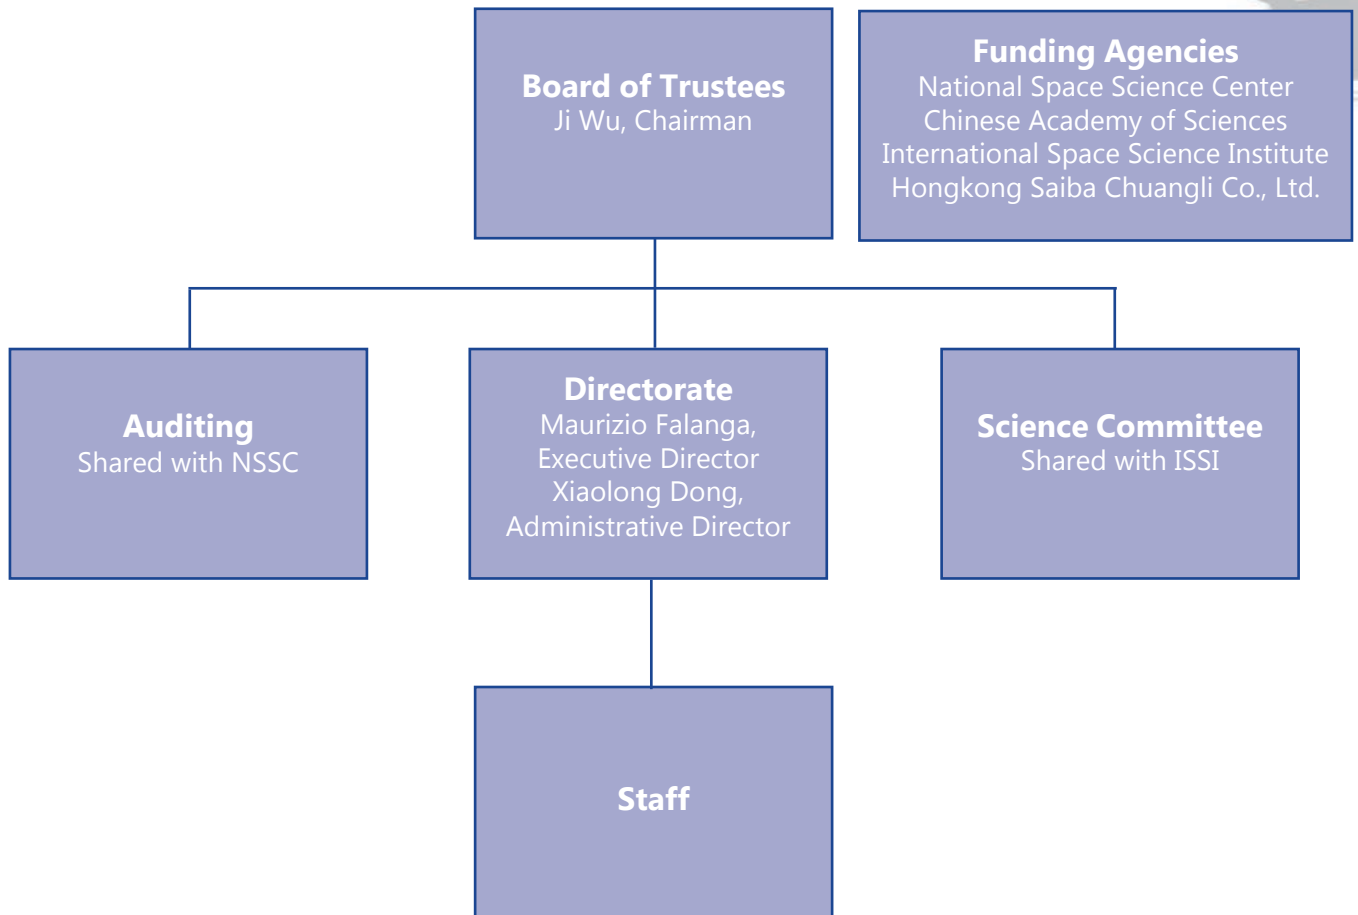 Board of Trustees
Ji Wu, Chairman
Funding Agencies
National Space Science Center
Chinese Academy of Sciences
International Space Science Institute
Hongkong Saiba Chuangli Co., Ltd.
Auditing
Shared with NSSC
Directorate
Maurizio Falanga,
Executive Director
Xiaolong Dong,
Administrative Director
Science Committee
Shared with ISSI
Staff